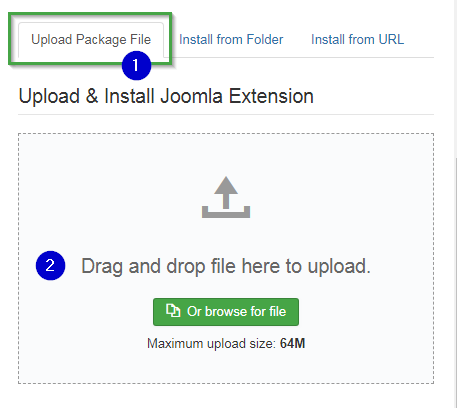 Upload Package File Install from Folder Install from URL
1
Upload & Install Joomla Extension
2 Drag and drop file here to upload.
Or browse for file
Maximum upload size: 64M